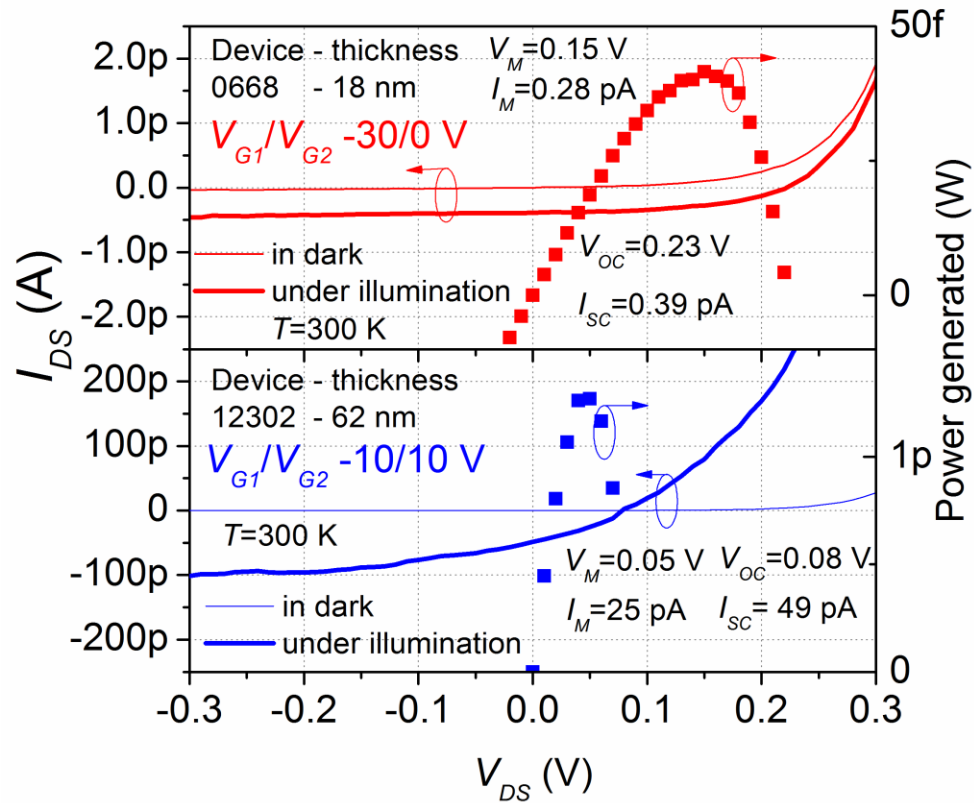 50f
2.0p
1.0p
0.0
-1.0p
-2.0p
Device - thickness
0668 - 18 nm
V_G1/V_G2 -30/0 V
V_M=0.15 V
I_M=0.28 pA
in dark
under illumination
T=300 K
V_OC=0.23 V
I_SC=0.39 pA
0
200p
100p
0
-100p
-200p
Device - thickness
12302 - 62 nm
V_G1/V_G2 -10/10 V
T=300 K
in dark
under illumination
V_M=0.05 V
I_M=25 pA
V_OC=0.08 V
I_SC= 49 pA
1p
0
-0.3 -0.2 -0.1 0.0 0.1 0.2 0.3
V_DS (V)
I_DS (A)
Power generated (W)